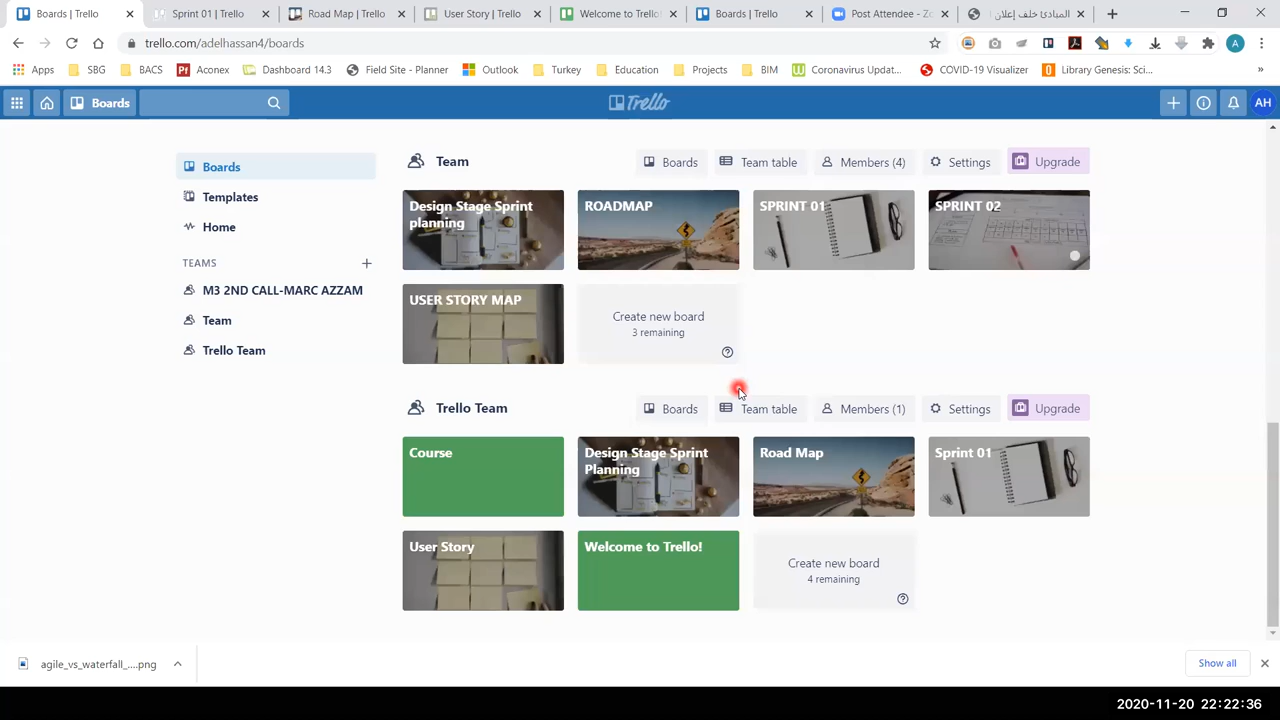 Boards | Trello
Sprint 01 | Trello
Road Map | Trello
User Story | Trello
Welcome to Trello!
Boards | Trello
Post Attendee - Zo
المبادئ خلف إعلان
trello.com/adelhassan4/boards
A
Apps
SBG
BACS
Aconex
Dashboard 14.3
Field Site - Planner
Outlook
Turkey
Education
Projects
BIM
Coronavirus Updat...
COVID-19 Visualizer
Library Genesis: Sci...
Boards
Trello
AH
Boards
Templates
Home
TEAMS
M3 2ND CALL-MARC AZZAM
Team
Trello Team
Team
Boards
Team table
Members (4)
Settings
Upgrade
Design Stage Sprint
planning
ROADMAP
SPRINT 01
SPRINT 02
USER STORY MAP
Create new board
3 remaining
Trello Team
Boards
Team table
Members (1)
Settings
Upgrade
Course
Design Stage Sprint
Planning
Road Map
Sprint 01
User Story
Welcome to Trello!
Create new board
4 remaining
agile_vs_waterfall_....png
Show all
2020-11-20 22:22:36